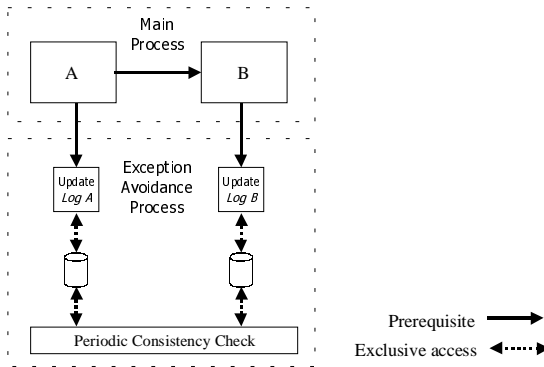 Main
Process
A
B
Exception
Avoidance
Process
Update
Log A
Update
Log B
Periodic Consistency Check
Prerequisite
Exclusive access